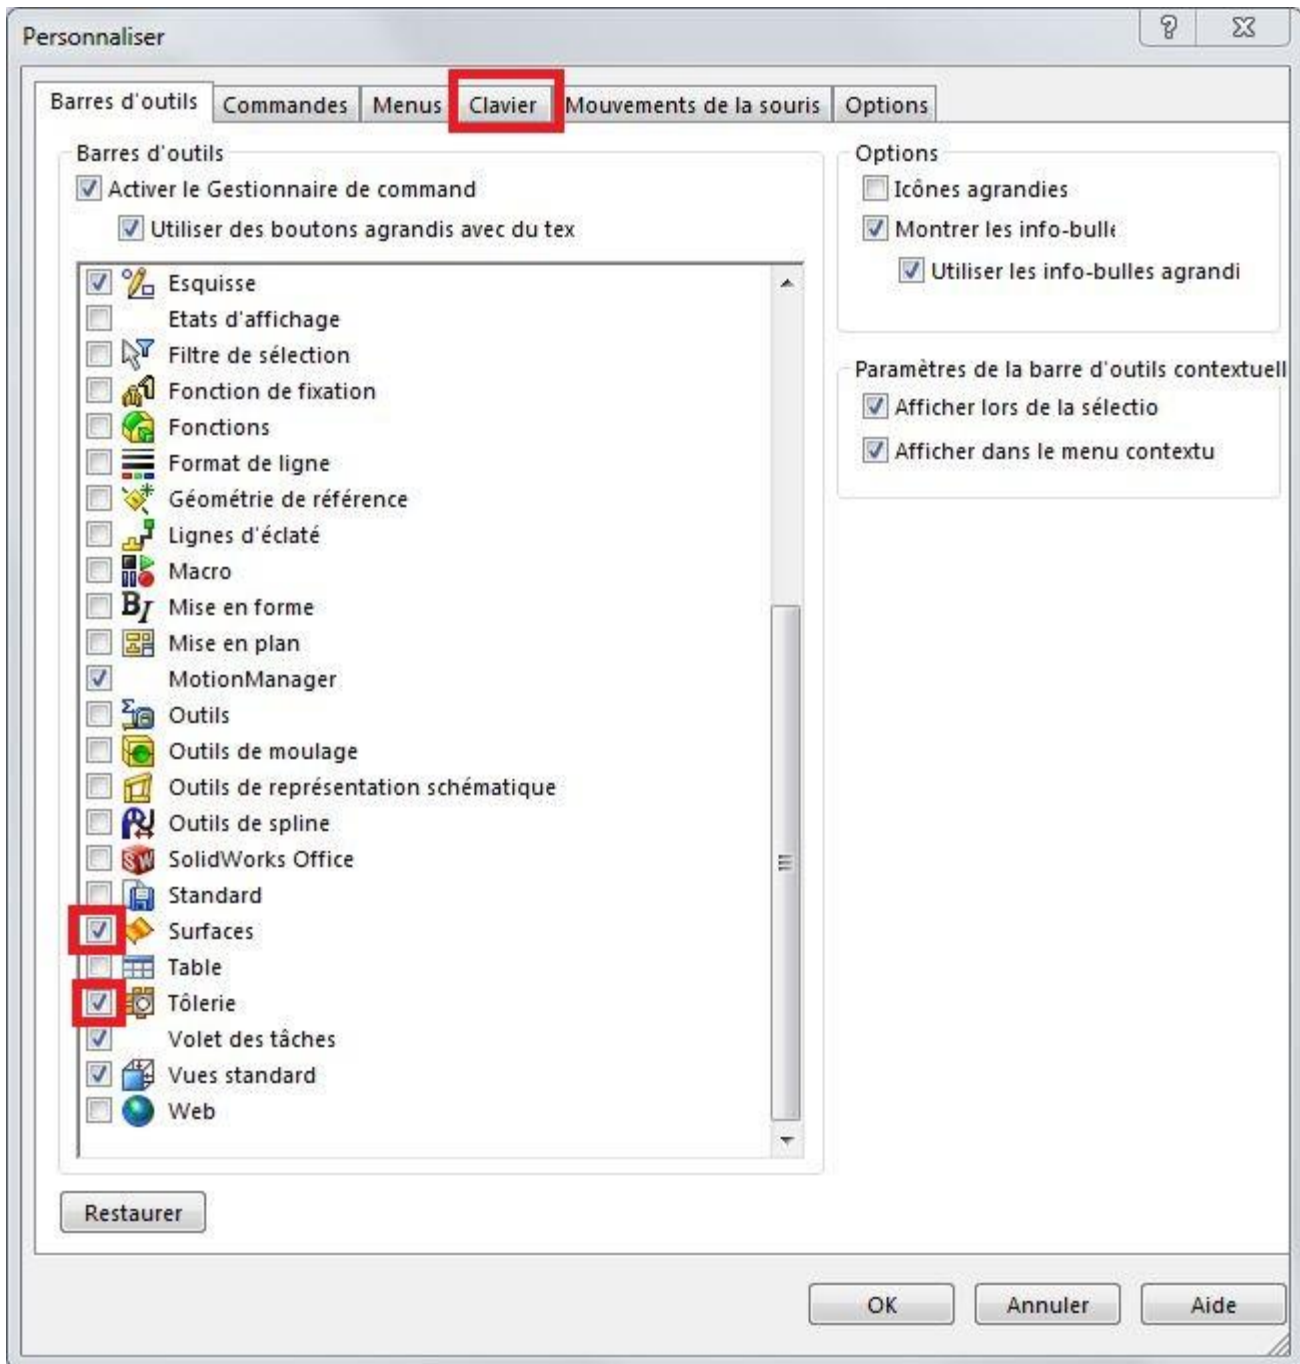 Personnaliser
Barres d'outils Commandes Menus Clavier Mouvements de la souris Options
Barres d'outils
Activer le Gestionnaire de command
Utiliser des boutons agrandis avec du tex
Esquisse
Etats d'affichage
Filtre de sélection
Fonction de fixation
Fonctions
Format de ligne
Géométrie de référence
Lignes d'éclaté
Macro
Mise en forme
Mise en plan
MotionManager
Outils
Outils de moulage
Outils de représentation schématique
Outils de spline
SolidWorks Office
Standard
Surfaces
Table
Tôlerie
Volet des tâches
Vues standard
Web
Options
Icônes agrandies
Montrer les info-bulle
Utiliser les info-bulles agrandi
Paramètres de la barre d'outils contextuell
Afficher lors de la sélectio
Afficher dans le menu contextu
Restaurer
OK Annuler Aide